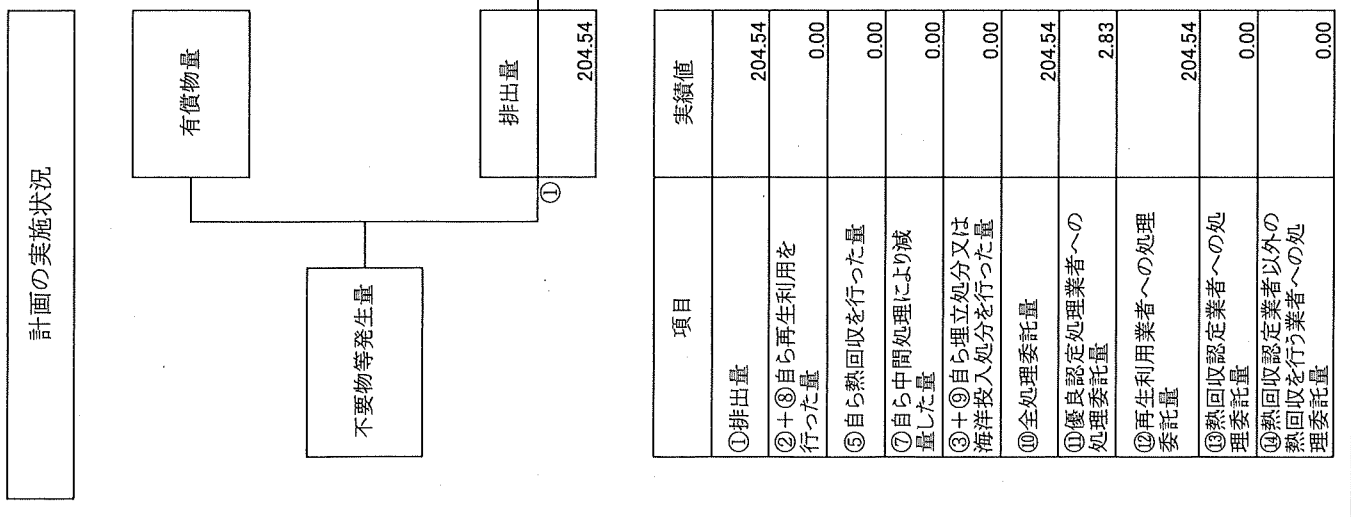 計画の実施状況
有償物量
不要物等発生量
①
排出量
204.54
項目 実績値
①排出量 204.54
②+⑧自ら再生利用を
行った量 0.00
⑤自ら熱回収を行った量 0.00
⑦自ら中間処理により減
量した量 0.00
③+⑨自ら埋立処分又は
海洋投入処分を行った量 0.00
⑩全処理委託量 204.54
⑪優良認定処理業者への
処理委託量 2.83
⑫再生利用業者への処理
委託量 204.54
⑬熱回収認定業者への処
理委託量 0.00
⑭熱回収認定業者以外の
熱回収を行う業者への処
理委託量 0.00